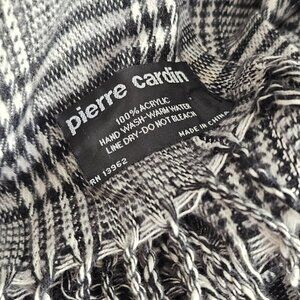 pierre cardin
100% ACRYLIC
HAND WASH-WARM WATER
LINE DRY-DO NOT BLEACH
RN 13962
MADE IN CHINA